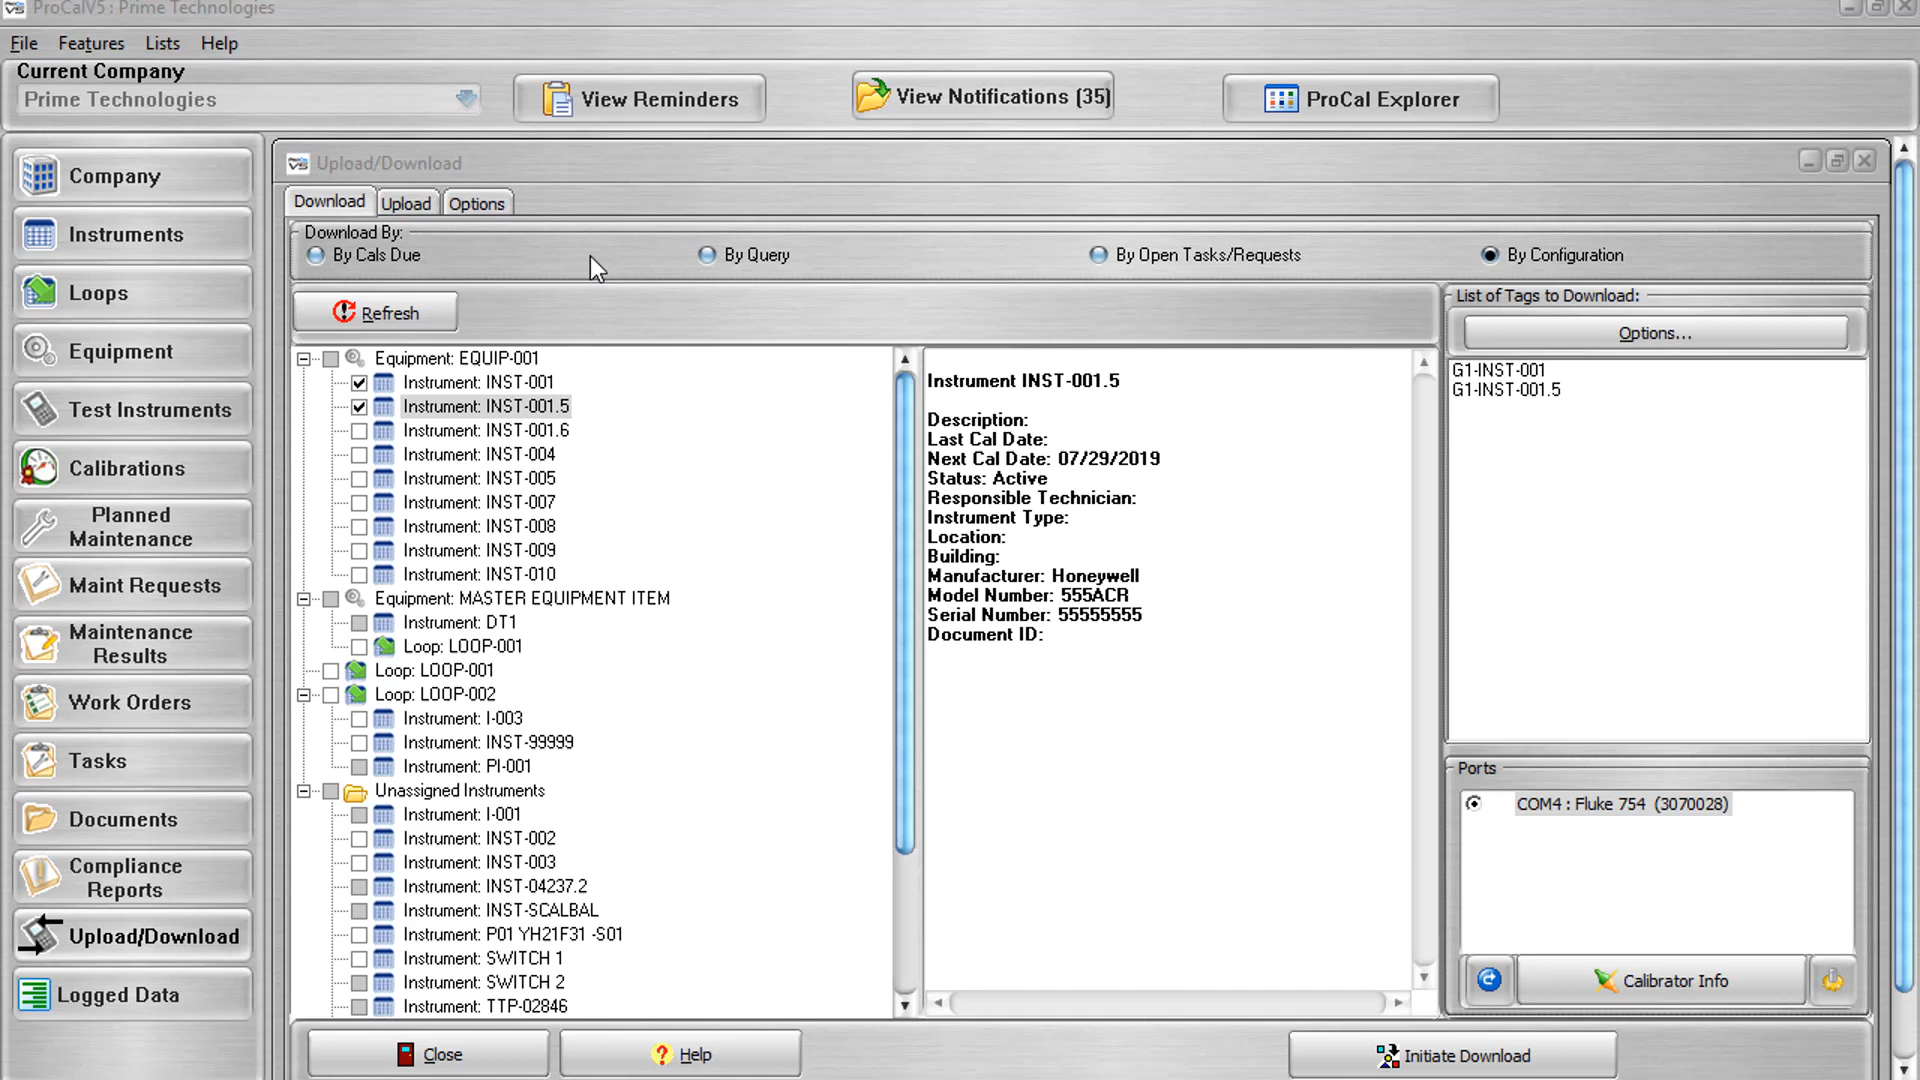 ProCalV5 : Prime Technologies
File Features Lists Help
Current Company
Prime Technologies
View Reminders
View Notifications (35)
ProCal Explorer
Company
Instruments
Loops
Equipment
Test Instruments
Calibrations
Planned
Maintenance
Maint Requests
Maintenance
Results
Work Orders
Tasks
Documents
Compliance
Reports
Upload/Download
Logged Data
Upload/Download
Download Upload Options
Download By:
By Cals Due By Query By Open Tasks/Requests By Configuration
Refresh
Equipment: EQUIP-001
Instrument: INST-001
Instrument: INST-001.5
Instrument: INST-001.6
Instrument: INST-004
Instrument: INST-005
Instrument: INST-007
Instrument: INST-008
Instrument: INST-009
Instrument: INST-010
Equipment: MASTER EQUIPMENT ITEM
Instrument: DT1
Loop: LOOP-001
Loop: LOOP-001
Loop: LOOP-002
Instrument: I-003
Instrument: INST-99999
Instrument: PI-001
Unassigned Instruments
Instrument: I-001
Instrument: INST-002
Instrument: INST-003
Instrument: INST-04237.2
Instrument: INST-SCALBAL
Instrument: P01 YH21F31 -S01
Instrument: SWITCH 1
Instrument: SWITCH 2
Instrument: TTP-02846
Instrument INST-001.5
Description:
Last Cal Date:
Next Cal Date: 07/29/2019
Status: Active
Responsible Technician:
Instrument Type:
Location:
Building:
Manufacturer: Honeywell
Model Number: 555ACR
Serial Number: 55555555
Document ID:
List of Tags to Download:
Options...
G1-INST-001
G1-INST-001.5
Ports
COM4 : Fluke 754 (3070028)
Calibrator Info
Close
Help
Initiate Download